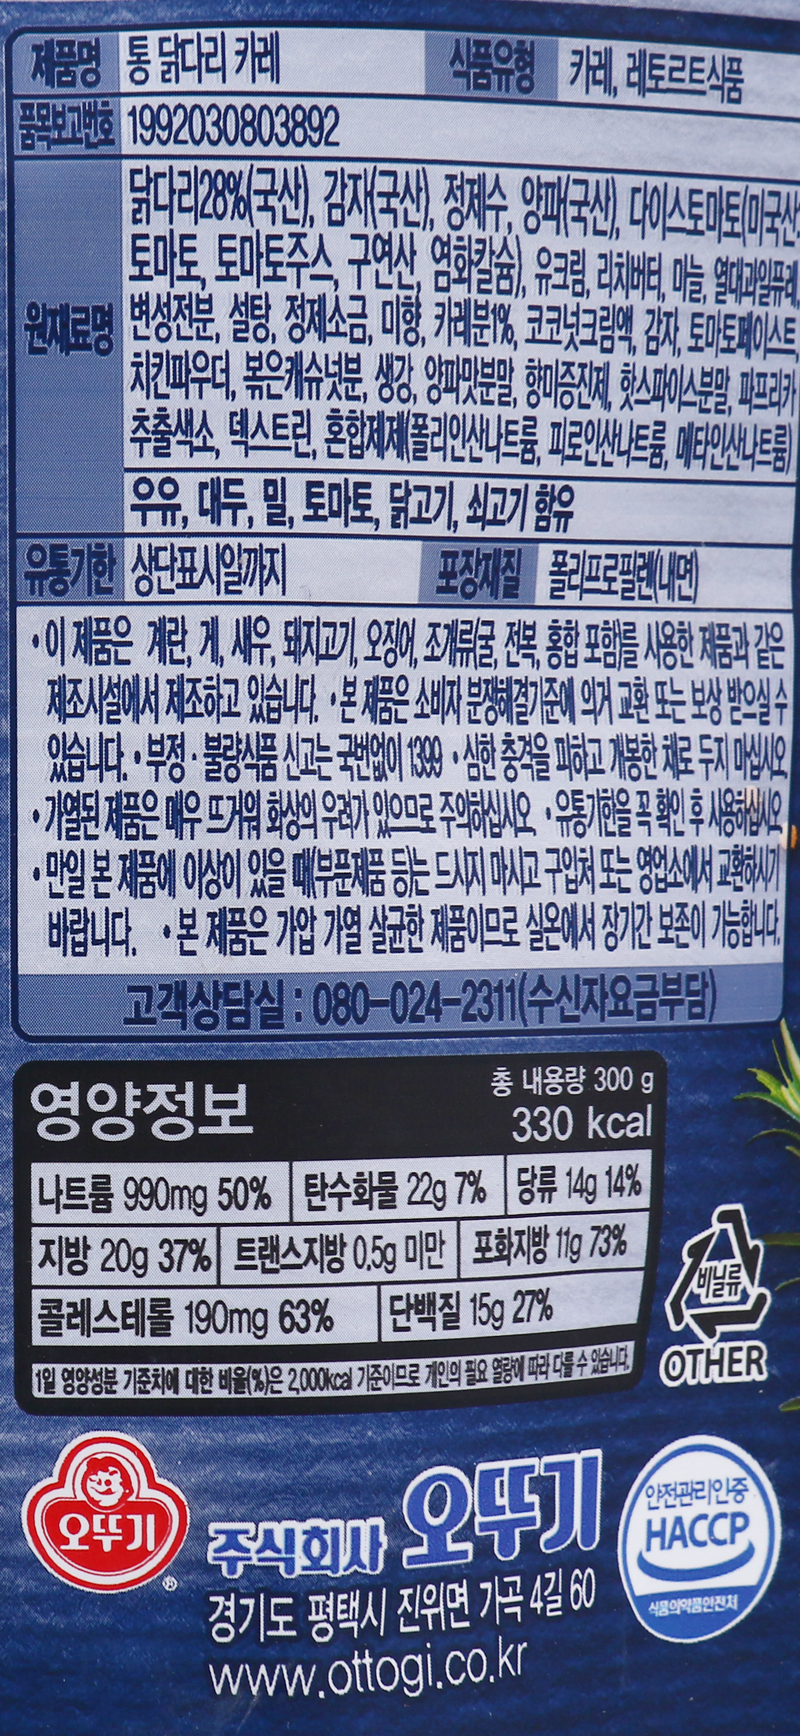 제품명 통 닭다리 카레 식품유형 카레, 레토르트식품
품목보고번호 1992030803892
원재료명
닭다리28%(국산), 감자(국산), 정제수, 양파(국산), 다이스토마토(미국산:
토마토, 토마토주스, 구연산, 염화칼슘), 유크림, 리치버터, 마늘, 열대과일퓨레,
변성전분, 설탕, 정제소금, 미향, 카레분1%, 코코넛크림액, 감자, 토마토페이스트,
치킨파우더, 볶은캐슈넛분, 생강, 양파맛분말, 향미증진제, 핫스파이스분말, 파프리카
추출색소, 덱스트린, 혼합제제(폴리인산나트륨, 피로인산나트륨, 메타인산나트륨)
우유, 대두, 밀, 토마토, 닭고기, 쇠고기 함유
유통기한 상단표시일까지 포장재질 폴리프로필렌(내면)
• 이 제품은 계란, 게, 새우, 돼지고기, 오징어, 조개류(굴, 전복, 홍합 포함)를 사용한 제품과 같은
제조시설에서 제조하고 있습니다. • 본 제품은 소비자 분쟁해결기준에 의거 교환 또는 보상 받으실 수
있습니다. • 부정 · 불량식품 신고는 국번없이 1399 • 심한 충격을 피하고 개봉한 채로 두지 마십시오
• 가열된 제품은 매우 뜨거워 화상의 우려가 있으므로 주의하십시오 • 유통기한을 꼭 확인 후 사용하십시오
• 만일 본 제품에 이상이 있을 때(부푼제품 등)는 드시지 마시고 구입처 또는 영업소에서 교환하시기
바랍니다. • 본 제품은 가압 가열 살균한 제품이므로 실온에서 장기간 보존이 가능합니다.
고객상담실 : 080-024-2311(수신자요금부담)
영양정보
총 내용량 300 g
330 kcal
나트륨 990mg 50% 탄수화물 22g 7% 당류 14g 14%
지방 20g 37% 트랜스지방 0.5g 미만 포화지방 11g 73%
콜레스테롤 190mg 63% 단백질 15g 27%
1일 영양성분 기준치에 대한 비율(%)은 2,000kcal 기준이므로 개인의 필요 열량에 따라 다를 수 있습니다.
비닐류
OTHER
오뚜기
®
주식회사 오뚜기
경기도 평택시 진위면 가곡 4길 60
www.ottogi.co.kr
안전관리인증
HACCP
식품의약품안전처